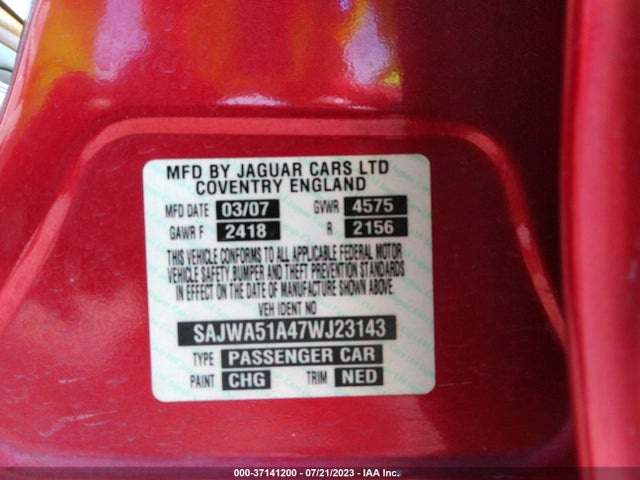 MFD BY JAGUAR CARS LTD
COVENTRY ENGLAND
MFD DATE 03/07 GVWR 4575
GAWR F 2418 R 2156
THIS VEHICLE CONFORMS TO ALL APPLICABLE FEDERAL MOTOR
VEHICLE SAFETY, BUMPER AND THEFT PREVENTION STANDARDS
IN EFFECT ON THE DATE OF MANUFACTURE SHOWN ABOVE.
VEH IDENT NO
SAJWA51A47WJ23143
TYPE PASSENGER CAR
PAINT CHG TRIM NED
000-37141200 - 07/21/2023 - IAA Inc.